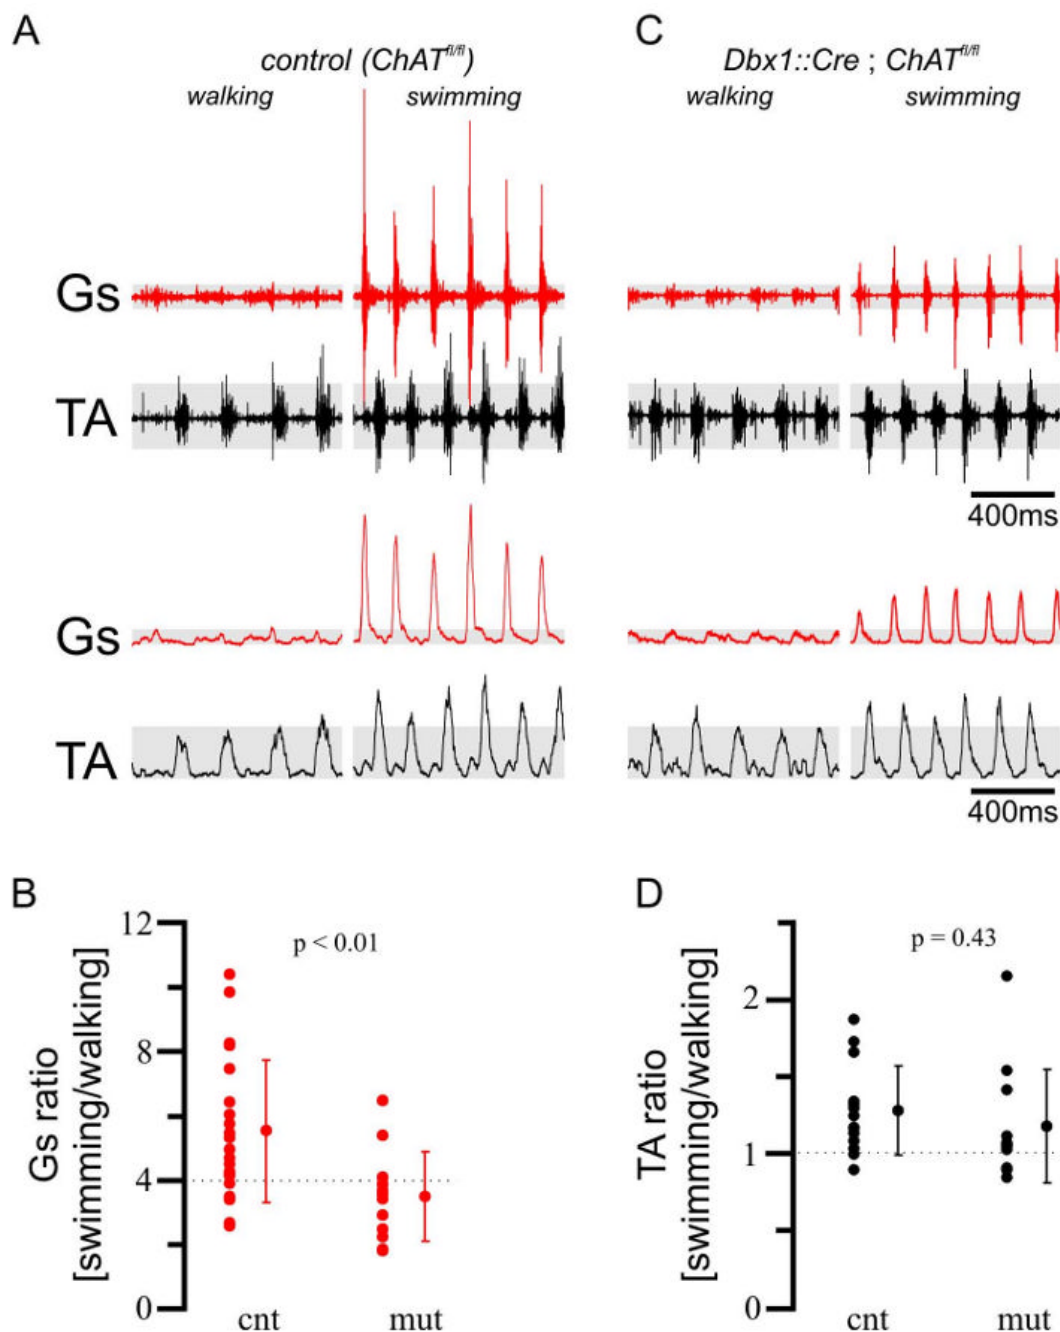 A
control (ChAT^fl/fl)
walking
swimming
Gs
TA
Gs
TA
C
Dbx1::Cre ; ChAT^fl/fl
walking
swimming
400ms
400ms
B
Gs ratio
[swimming/walking]
12
8
4
0
p < 0.01
cnt
mut
D
TA ratio
[swimming/walking]
2
1
0
p = 0.43
cnt
mut